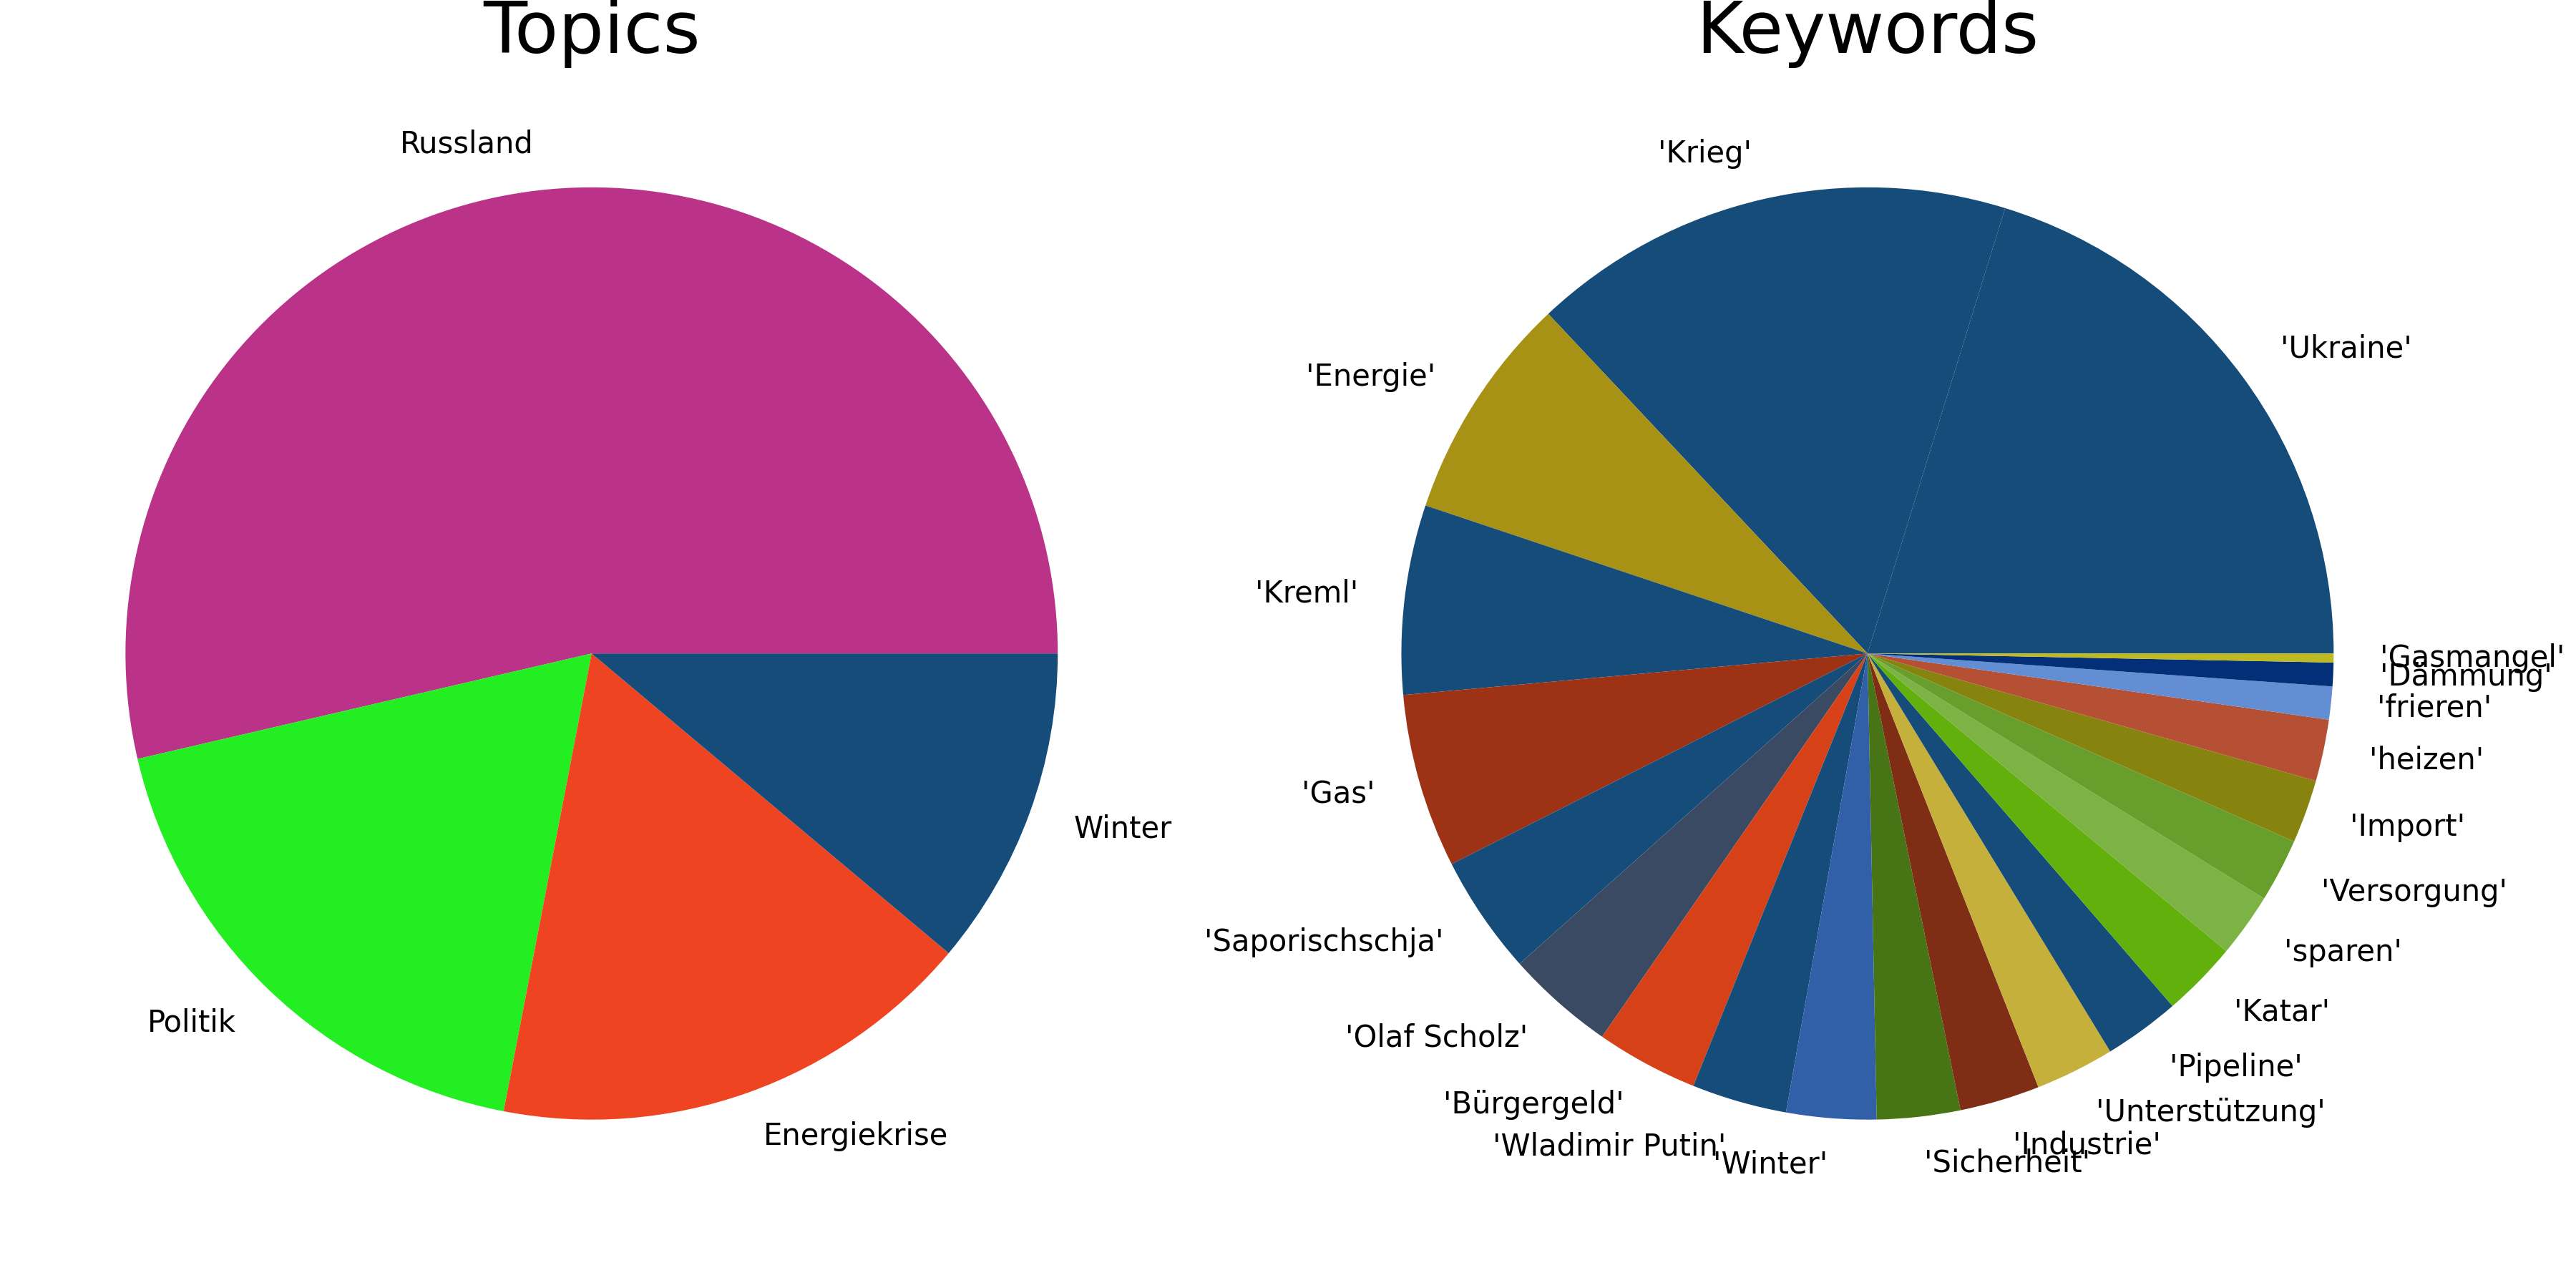 Topics
Keywords
Russland
Politik
Energiekrise
Winter
'Ukraine'
'Krieg'
'Energie'
'Kreml'
'Gas'
'Saporischschja'
'Olaf Scholz'
'Bürgergeld'
'Wladimir Putin'
'Winter'
'Sicherheit'
'Industrie'
'Unterstützung'
'Pipeline'
'Katar'
'sparen'
'Versorgung'
'Import'
'heizen'
'frieren'
'Dämmung'
'Gasmangel'